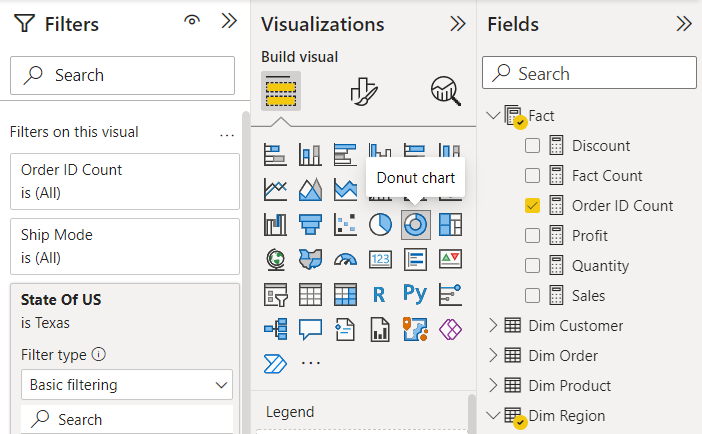 Filters
Search
Filters on this visual
...
Order ID Count
is (All)
Ship Mode
is (All)
State Of US
is Texas
Filter type
Basic filtering
Search
Visualizations
Build visual
Donut chart
123
R
Py
...
Legend
Fields
Search
Fact
Discount
Fact Count
Order ID Count
Profit
Quantity
Sales
Dim Customer
Dim Order
Dim Product
Dim Region